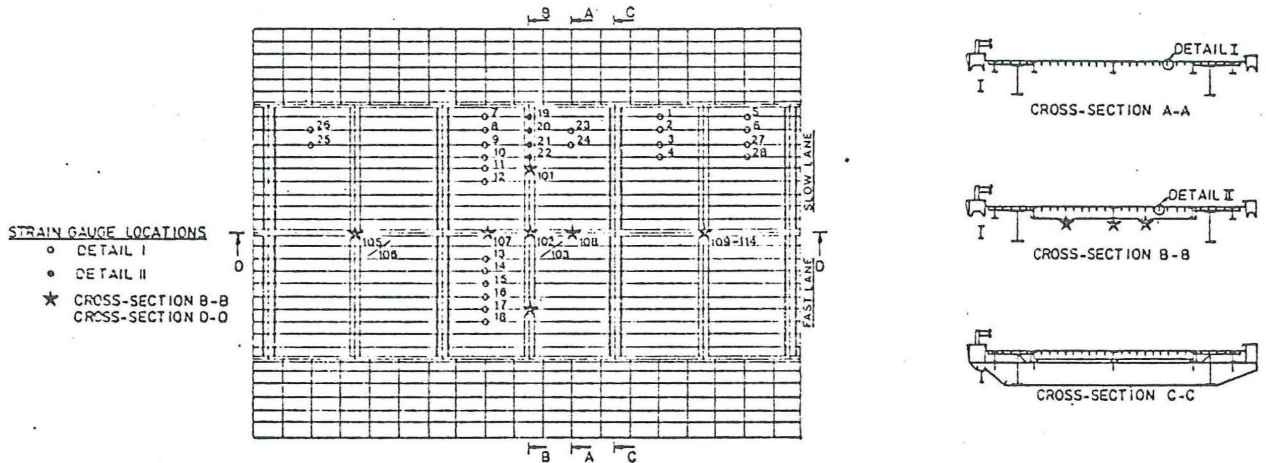 B A C
7 19 1 5
26 8 20 23 2 6
25 9 21 24 3 27
10 22 4 28
11
12 101
SLOW LANE
STRAIN GAUGE LOCATIONS
DETAIL I
DETAIL II
CROSS-SECTION B-B
CROSS-SECTION D-D
D 105 106 107 102 103 108 109-114 D
13
14
15
16
17
18
FAST LANE
B A C
DETAIL I
CROSS-SECTION A-A
DETAIL II
CROSS-SECTION B-B
CROSS-SECTION C-C